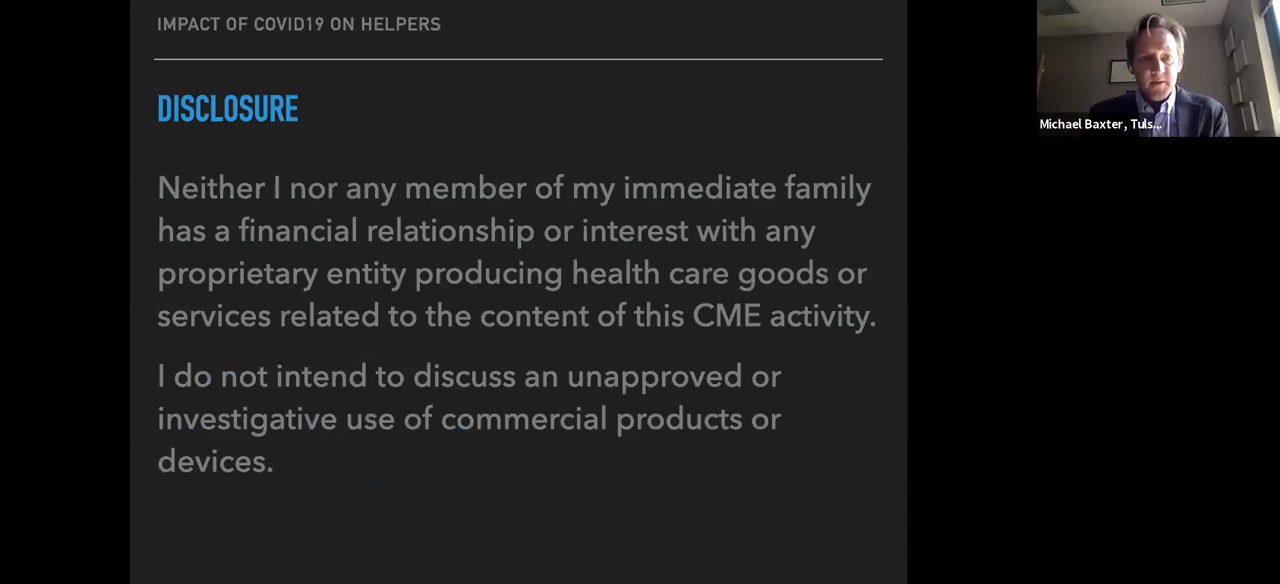 IMPACT OF COVID19 ON HELPERS
DISCLOSURE
Neither I nor any member of my immediate family
has a financial relationship or interest with any
proprietary entity producing health care goods or
services related to the content of this CME activity.
I do not intend to discuss an unapproved or
investigative use of commercial products or
devices.
Michael Baxter, Tuls...